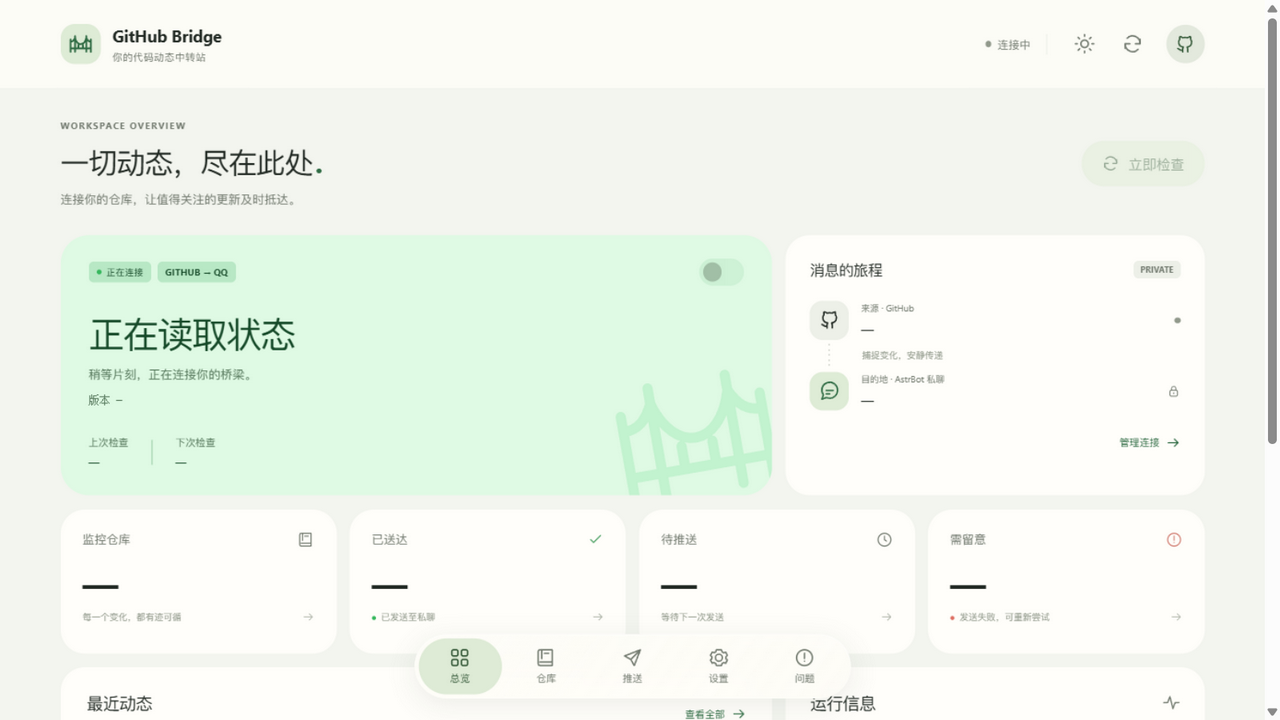 GitHub Bridge
你的代码动态中转站
连接中
WORKSPACE OVERVIEW
一切动态，尽在此处.
连接你的仓库，让值得关注的更新及时抵达。
立即检查
正在连接
GITHUB → QQ
正在读取状态
稍等片刻，正在连接你的桥梁。
版本 —
上次检查
—
下次检查
—
消息的旅程
PRIVATE
来源 · GitHub
—
捕捉变化，安静传递
目的地 · AstrBot 私聊
—
管理连接 →
监控仓库
—
每一个变化，都有迹可循
已送达
—
已发送至私聊
待推送
—
等待下一次发送
需留意
—
发送失败，可重新尝试
最近动态
查看全部 →
运行信息
总览
仓库
推送
设置
问题